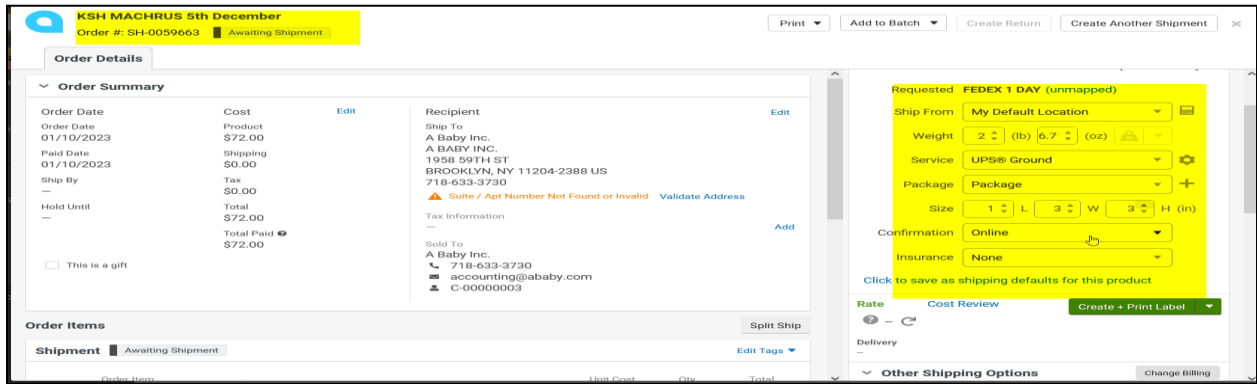 KSH MACHRUS 5th December
Order #: SH-0059663 Awaiting Shipment
Print Add to Batch Create Return Create Another Shipment
Order Details
Order Summary
Order Date
Order Date
01/10/2023
Paid Date
01/10/2023
Ship By
—
Hold Until
—
This is a gift
Cost Edit
Product
$72.00
Shipping
$0.00
Tax
$0.00
Total
$72.00
Total Paid
$72.00
Recipient Edit
Ship To
A Baby Inc.
A BABY INC.
1958 59TH ST
BROOKLYN, NY 11204-2388 US
718-633-3730
Suite / Apt Number Not Found or Invalid Validate Address
Tax Information
— Add
Sold To
A Baby Inc.
718-633-3730
accounting@ababy.com
C-00000003
Order Items Split Ship
Shipment Awaiting Shipment Edit Tags
Order Item Unit Cost Qty Total
Requested FEDEX 1 DAY (unmapped)
Ship From My Default Location
Weight 2 (lb) 6.7 (oz)
Service UPS® Ground
Package Package
Size 1 L 3 W 3 H (in)
Confirmation Online
Insurance None
Click to save as shipping defaults for this product
Rate Cost Review Create + Print Label
–
Delivery
—
Other Shipping Options Change Billing